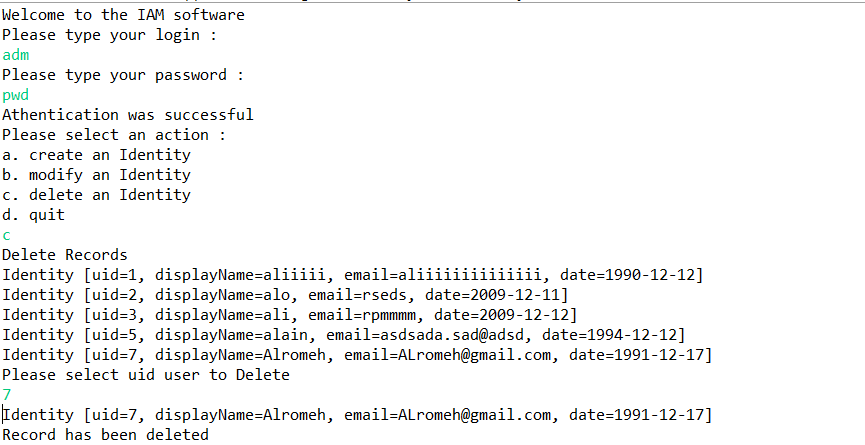 Welcome to the IAM software
Please type your login :
adm
Please type your password :
pwd
Athentication was successful
Please select an action :
a. create an Identity
b. modify an Identity
c. delete an Identity
d. quit
c
Delete Records
Identity [uid=1, displayName=aliiiii, email=aliiiiiiiiiiiiii, date=1990-12-12]
Identity [uid=2, displayName=alo, email=rseds, date=2009-12-11]
Identity [uid=3, displayName=ali, email=rpmmmm, date=2009-12-12]
Identity [uid=5, displayName=alain, email=asdsada.sad@adsd, date=1994-12-12]
Identity [uid=7, displayName=Alromeh, email=ALromeh@gmail.com, date=1991-12-17]
Please select uid user to Delete
7
Identity [uid=7, displayName=Alromeh, email=ALromeh@gmail.com, date=1991-12-17]
Record has been deleted